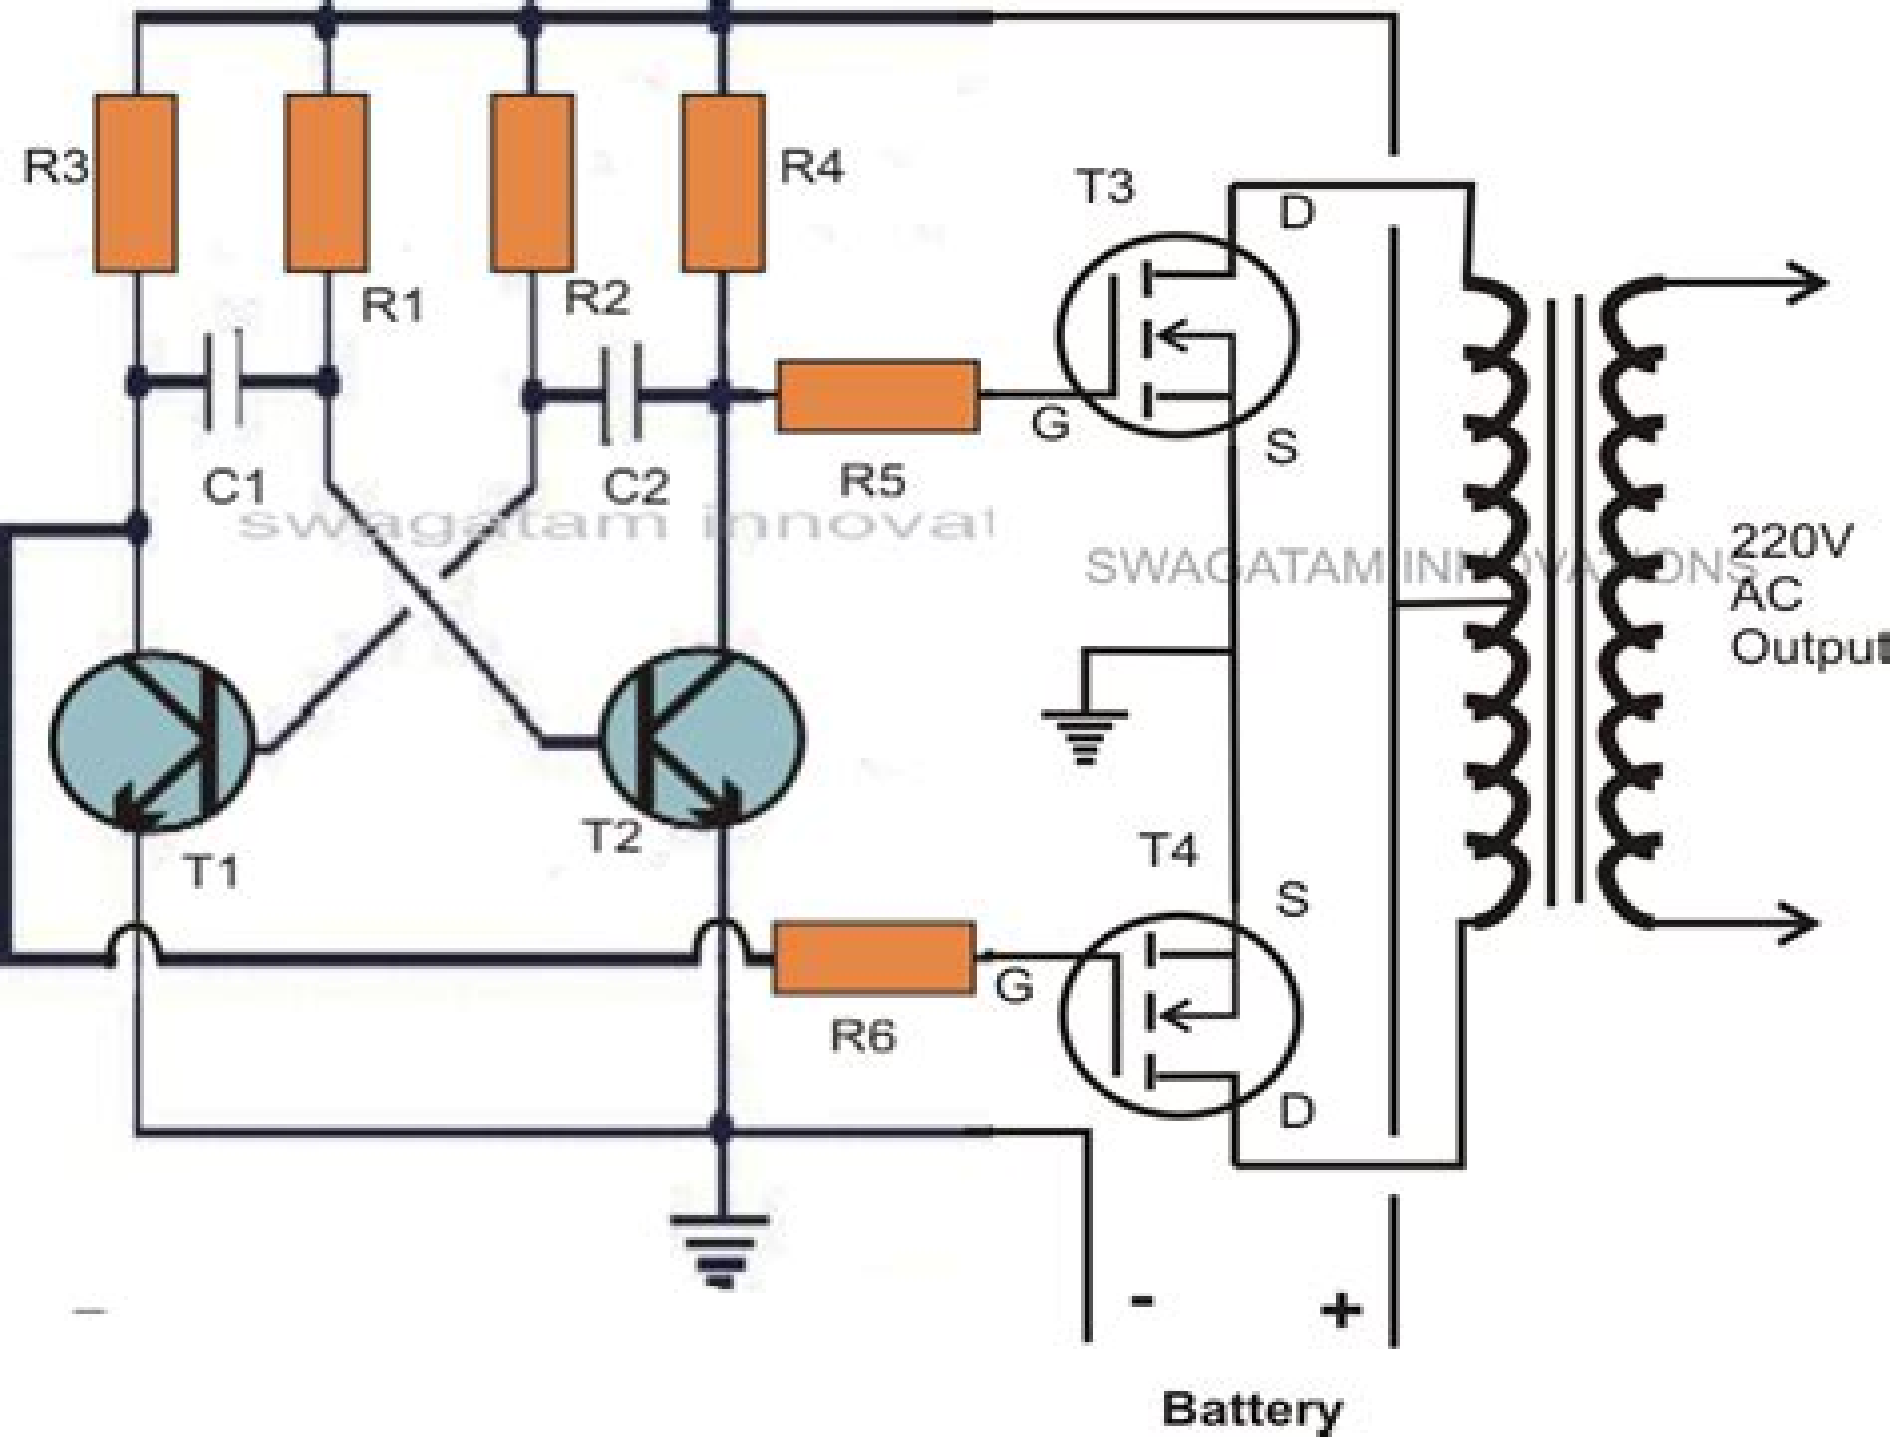 R3
R4
T3
D
R1
R2
G
S
C1
C2
R5
swagatam innovat
SWAGATAM INNOVATIONS
220V
AC
Output
T2
T1
T4
S
G
R6
D
-
+
Battery